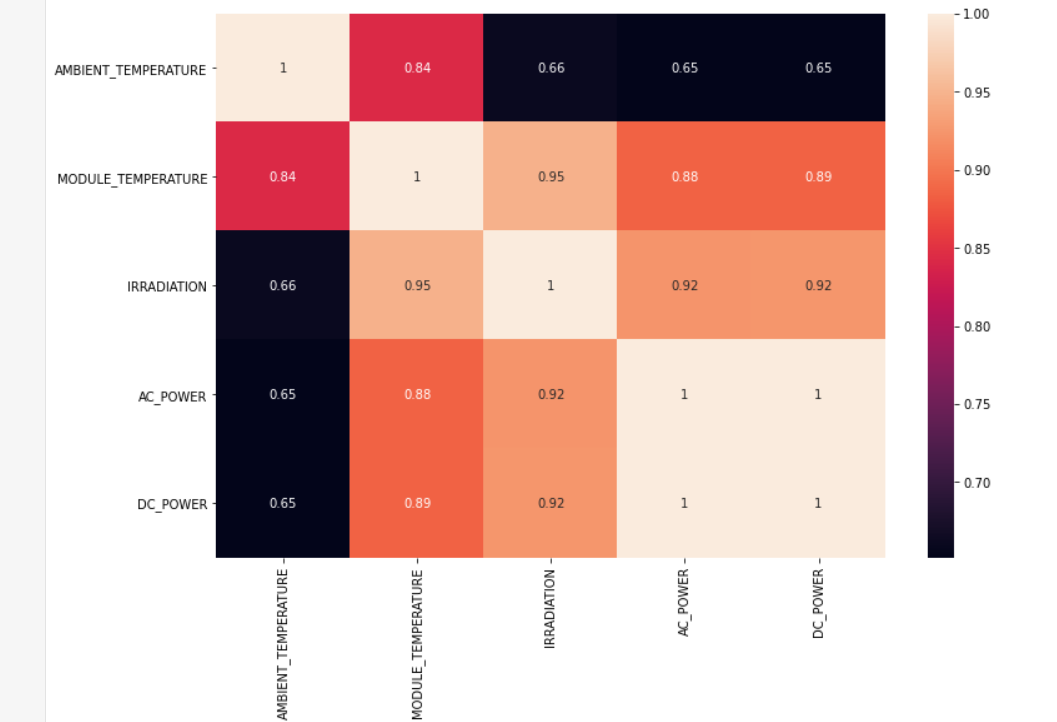 1.00
AMBIENT_TEMPERATURE 1 0.84 0.66 0.65 0.65
0.95
MODULE_TEMPERATURE 0.84 1 0.95 0.88 0.89
0.90
0.85
IRRADIATION 0.66 0.95 1 0.92 0.92
0.80
AC_POWER 0.65 0.88 0.92 1 1
0.75
0.70
DC_POWER 0.65 0.89 0.92 1 1
AMBIENT_TEMPERATURE
MODULE_TEMPERATURE
IRRADIATION
AC_POWER
DC_POWER